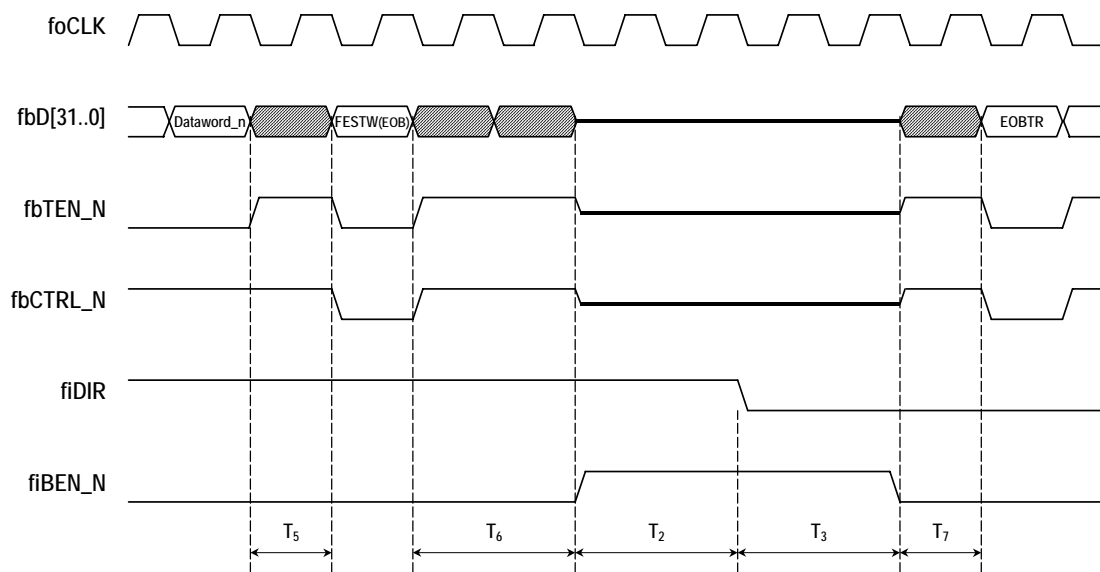 foCLK
fbD[31..0]
Dataword_n
FESTW(EOB)
EOBTR
fbTEN_N
fbCTRL_N
fiDIR
fiBEN_N
T5
T6
T2
T3
T7